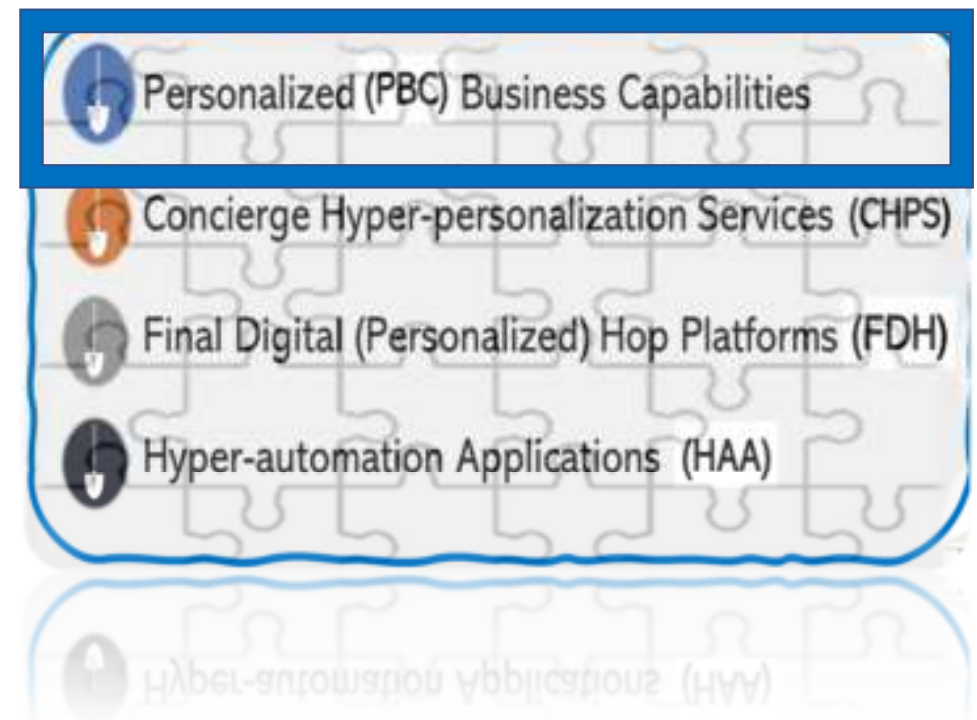 Personalized (PBC) Business Capabilities
Concierge Hyper-personalization Services (CHPS)
Final Digital (Personalized) Hop Platforms (FDH)
Hyper-automation Applications (HAA)